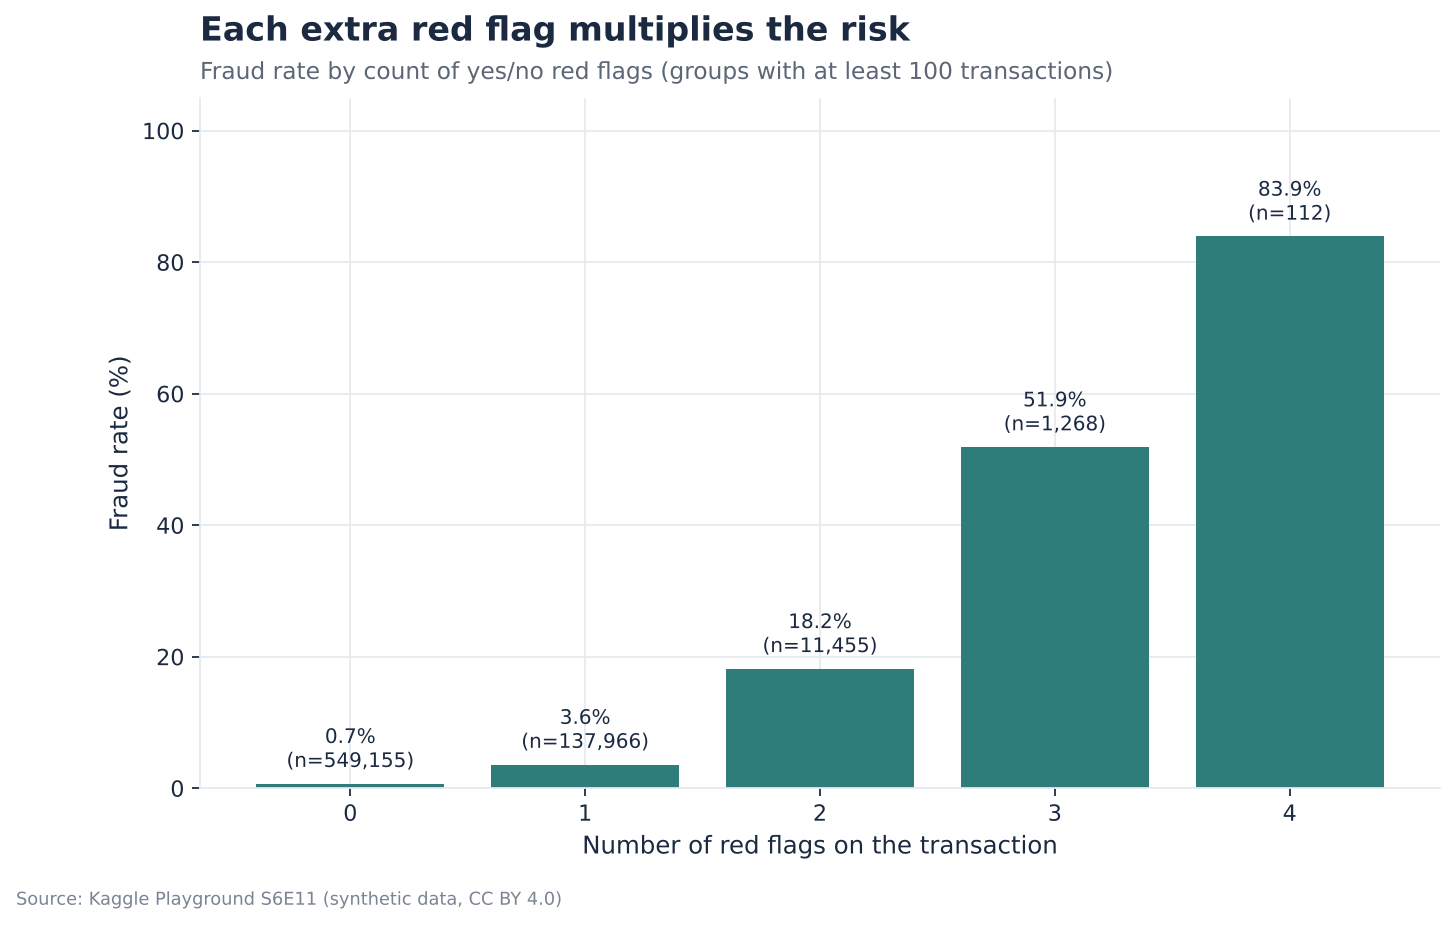 Each extra red flag multiplies the risk
Fraud rate by count of yes/no red flags (groups with at least 100 transactions)
Fraud rate (%)
100
80
60
40
20
0
0.7%
(n=549,155)
3.6%
(n=137,966)
18.2%
(n=11,455)
51.9%
(n=1,268)
83.9%
(n=112)
0 1 2 3 4
Number of red flags on the transaction
Source: Kaggle Playground S6E11 (synthetic data, CC BY 4.0)